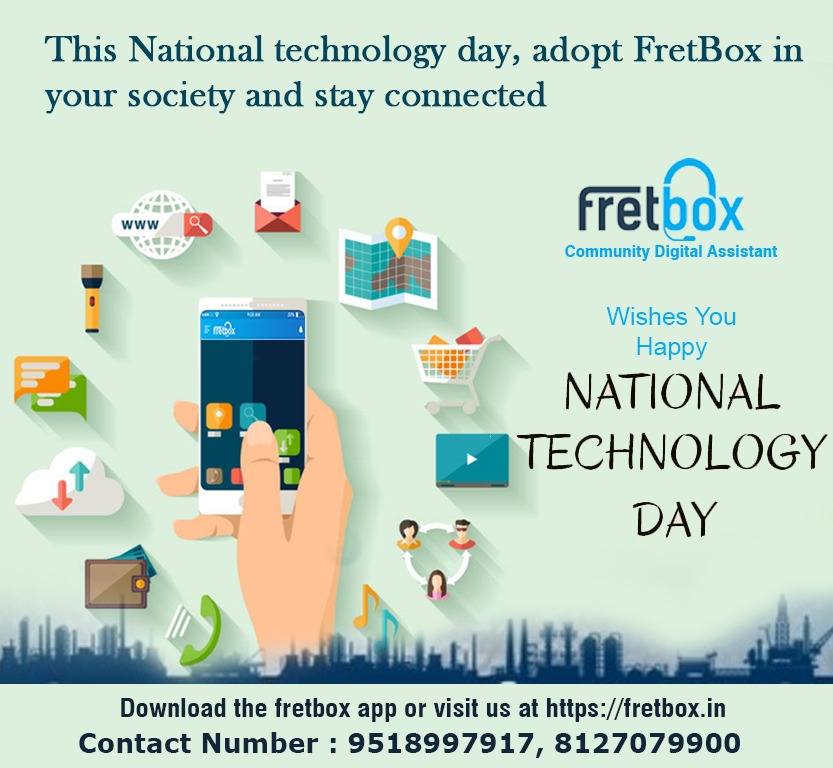 This National technology day, adopt FretBox in
your society and stay connected
fretbox
Community Digital Assistant
www
fretbox
Wishes You
Happy
NATIONAL
TECHNOLOGY
DAY
Download the fretbox app or visit us at https://fretbox.in
Contact Number : 9518997917, 8127079900